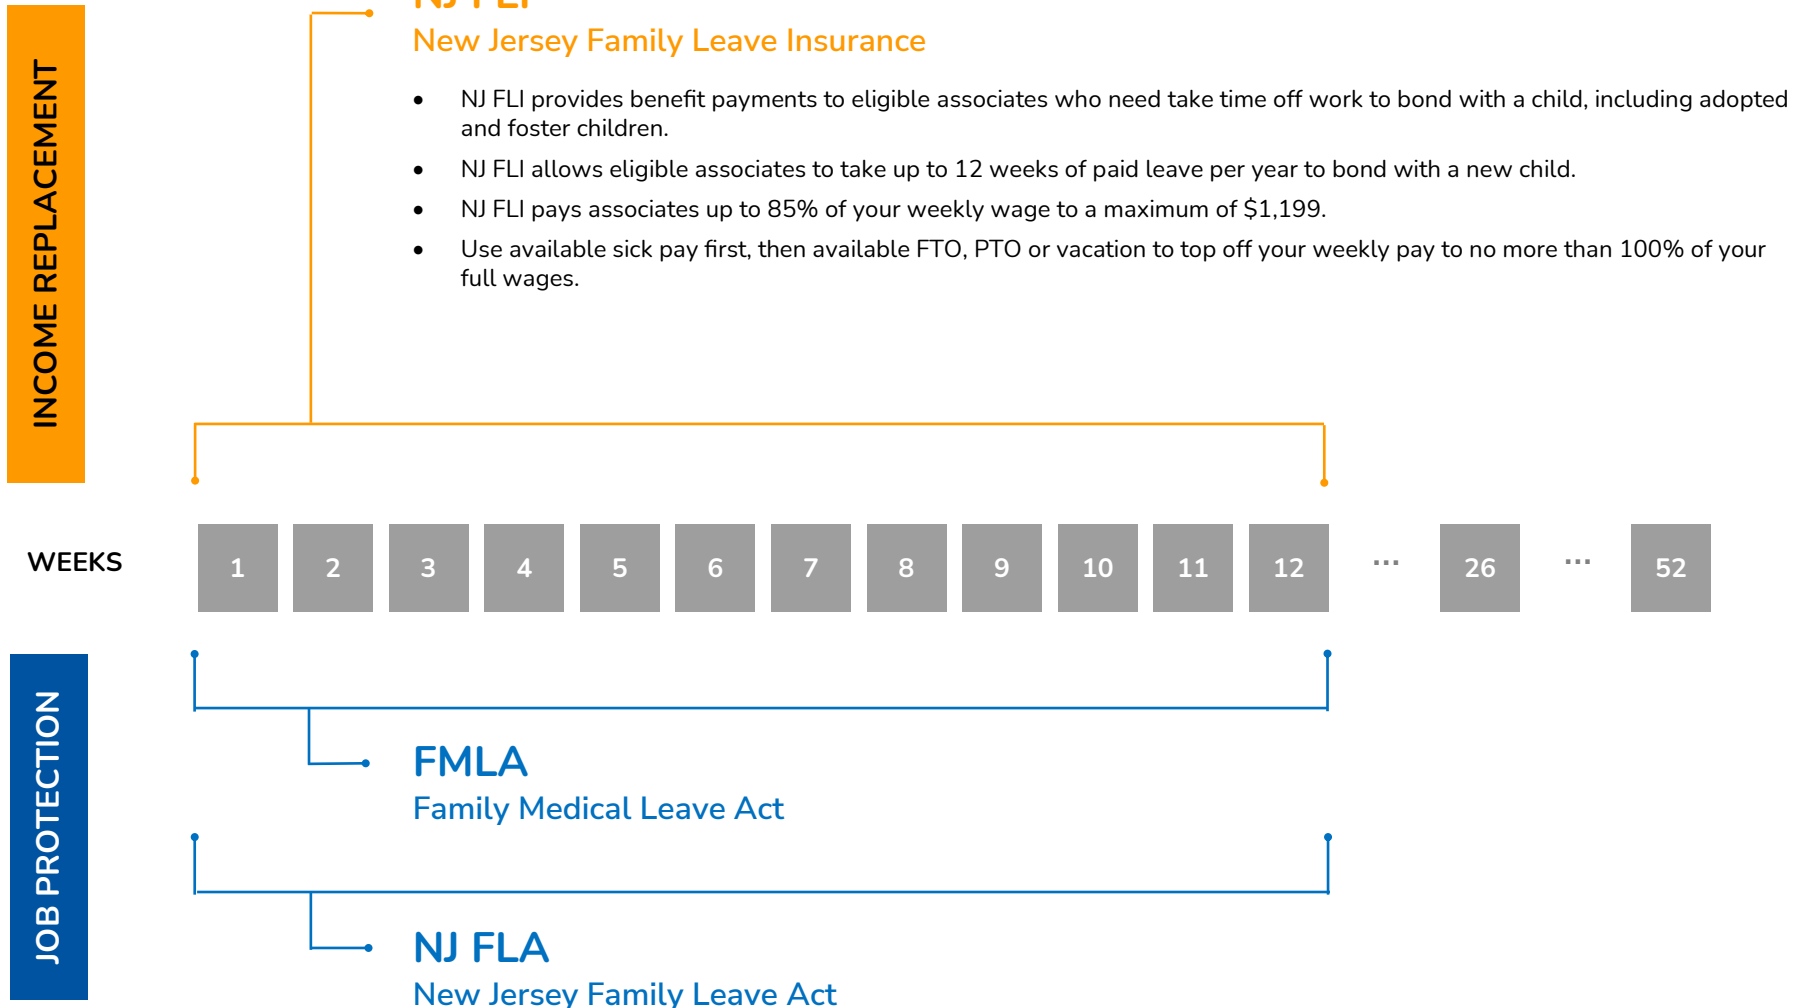 NJ FLI
New Jersey Family Leave Insurance
• NJ FLI provides benefit payments to eligible associates who need take time off work to bond with a child, including adopted
and foster children.
• NJ FLI allows eligible associates to take up to 12 weeks of paid leave per year to bond with a new child.
• NJ FLI pays associates up to 85% of your weekly wage to a maximum of $1,199.
• Use available sick pay first, then available FTO, PTO or vacation to top off your weekly pay to no more than 100% of your
full wages.
INCOME REPLACEMENT
WEEKS 1 2 3 4 5 6 7 8 9 10 11 12 ... 26 ... 52
JOB PROTECTION
FMLA
Family Medical Leave Act
NJ FLA
New Jersey Family Leave Act